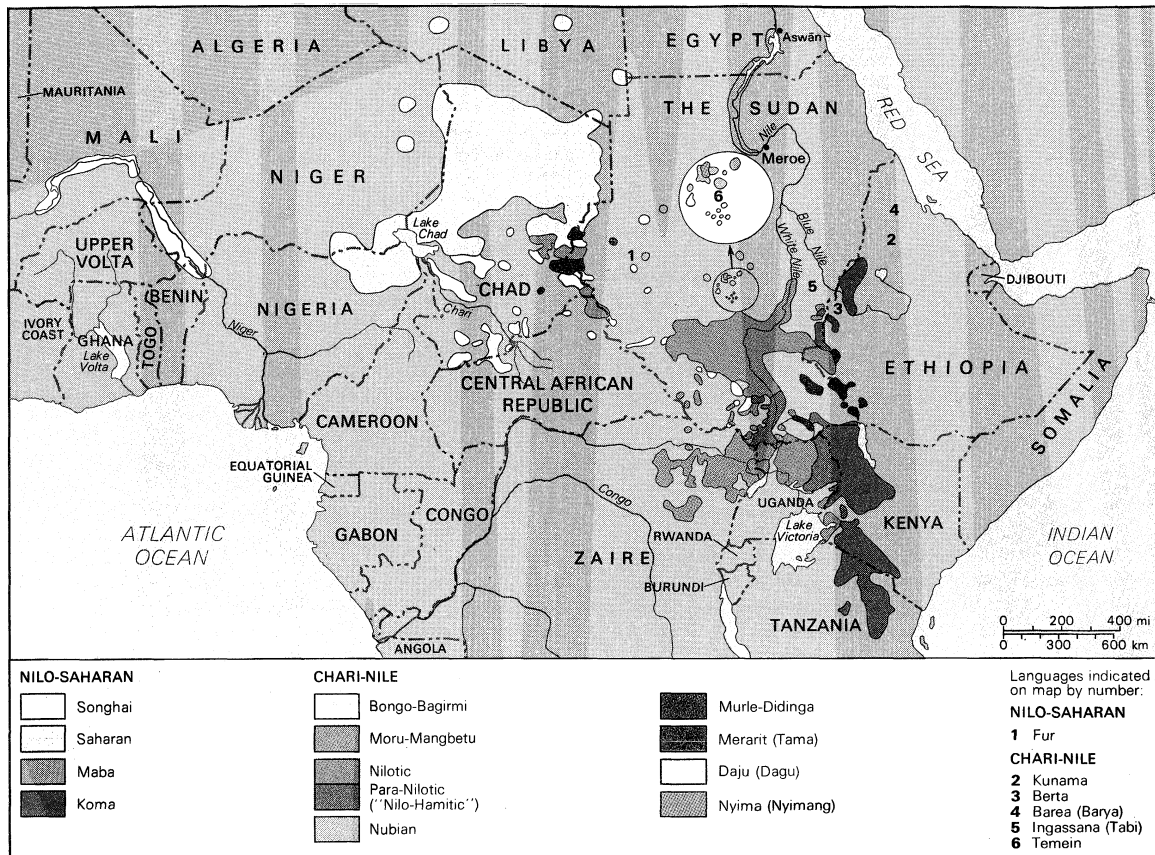 ALGERIA
LIBYA
EGYPT
Aswān
MAURITANIA
THE SUDAN
RED
SEA
MALI
Nile
Meroe
NIGER
6
4
2
Lake
Chad
Blue Nile
White Nile
UPPER
VOLTA
1
DJIBOUTI
CHAD
5
BENIN
NIGERIA
Chari
3
IVORY
COAST
GHANA
Niger
Lake
Volta
TOGO
ETHIOPIA
CENTRAL AFRICAN
REPUBLIC
SOMALIA
CAMEROON
EQUATORIAL
GUINEA
Congo
UGANDA
CONGO
KENYA
ATLANTIC
OCEAN
GABON
Lake
Victoria
RWANDA
INDIAN
OCEAN
ZAIRE
BURUNDI
TANZANIA
0 200 400 mi
0 300 600 km
ANGOLA
NILO-SAHARAN
Songhai
Saharan
Maba
Koma
CHARI-NILE
Bongo-Bagirmi
Moru-Mangbetu
Nilotic
Para-Nilotic
("Nilo-Hamitic")
Nubian
Murle-Didinga
Merarit (Tama)
Daju (Dagu)
Nyima (Nyimang)
Languages indicated
on map by number:
NILO-SAHARAN
1 Fur
CHARI-NILE
2 Kunama
3 Berta
4 Barea (Barya)
5 Ingassana (Tabi)
6 Temein